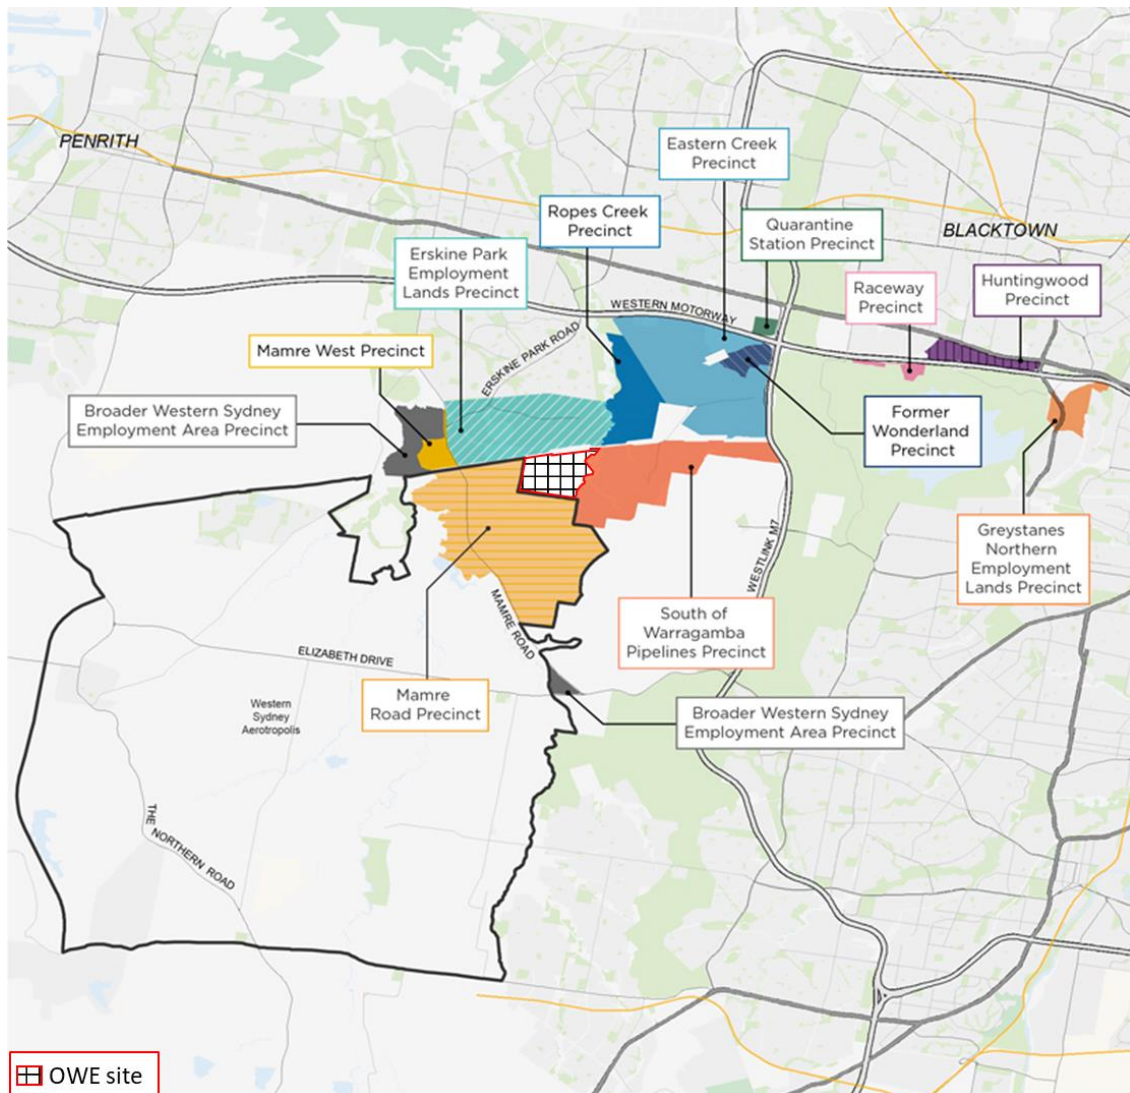 PENRITH
Eastern Creek
Precinct
Ropes Creek
Precinct
Quarantine
Station Precinct
BLACKTOWN
Erskine Park
Employment
Lands Precinct
Raceway
Precinct
Huntingwood
Precinct
WESTERN MOTORWAY
ERSKINE PARK ROAD
Mamre West Precinct
Broader Western Sydney
Employment Area Precinct
Former
Wonderland
Precinct
Greystanes
Northern
Employment
Lands Precinct
WESTLINK M7
MAMRE ROAD
South of
Warragamba
Pipelines Precinct
ELIZABETH DRIVE
Mamre
Road Precinct
Western
Sydney
Aerotropolis
Broader Western Sydney
Employment Area Precinct
THE NORTHERN ROAD
OWE site